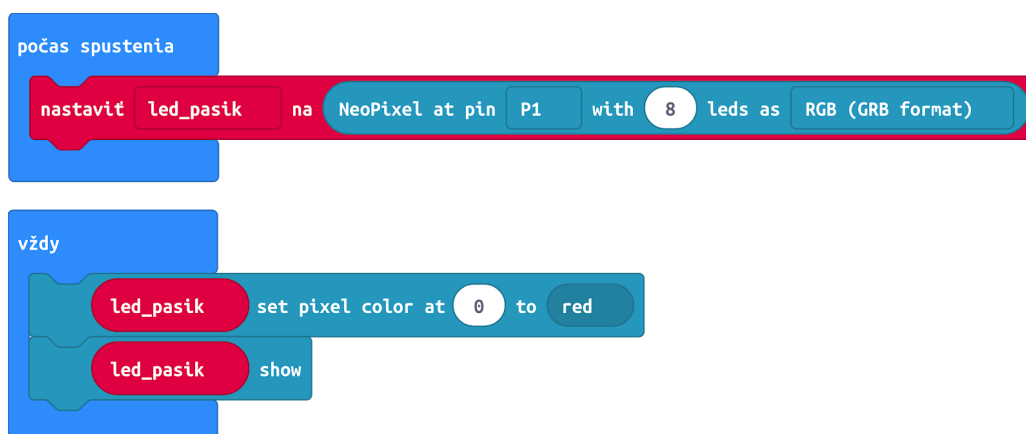 počas spustenia
nastaviť led_pasik na NeoPixel at pin P1 with 8 leds as RGB (GRB format)
vždy
led_pasik set pixel color at 0 to red
led_pasik show